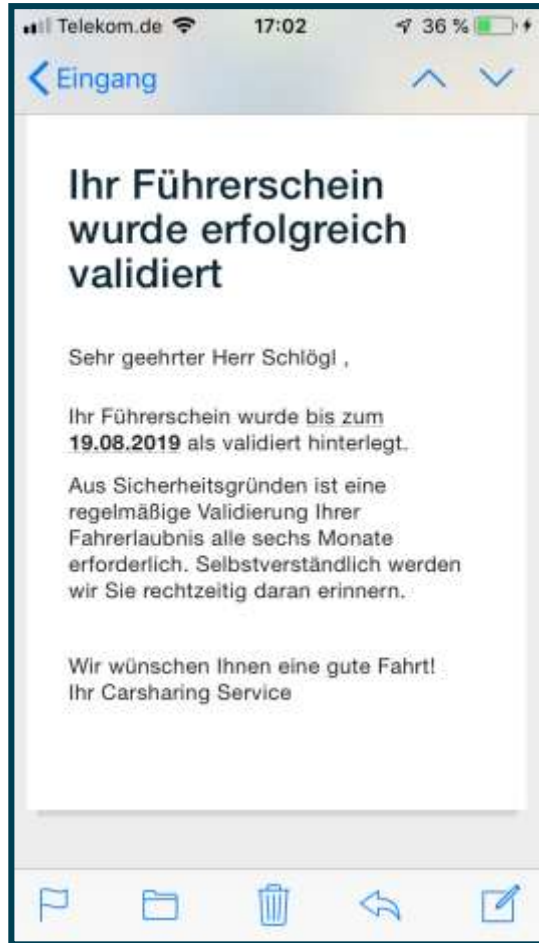 Telekom.de 17:02 36 %
Eingang
Ihr Führerschein
wurde erfolgreich
validiert
Sehr geehrter Herr Schlögl ,
Ihr Führerschein wurde bis zum
19.08.2019 als validiert hinterlegt.
Aus Sicherheitsgründen ist eine
regelmäßige Validierung Ihrer
Fahrerlaubnis alle sechs Monate
erforderlich. Selbstverständlich werden
wir Sie rechtzeitig daran erinnern.
Wir wünschen Ihnen eine gute Fahrt!
Ihr Carsharing Service